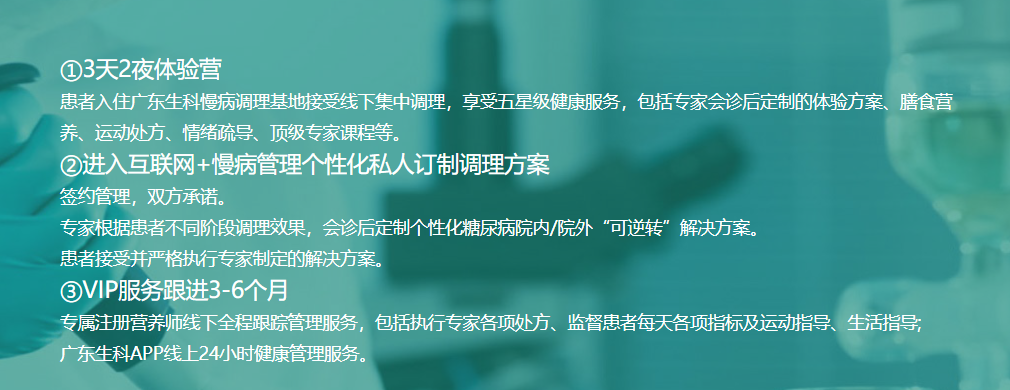 ①3天2夜体验营
患者入住广东生科慢病调理基地接受线下集中调理，享受五星级健康服务，包括专家会诊后定制的体验方案、膳食营
养、运动处方、情绪疏导、顶级专家课程等。
②进入互联网+慢病管理个性化私人订制调理方案
签约管理，双方承诺。
专家根据患者不同阶段调理效果，会诊后定制个性化糖尿病院内/院外“可逆转”解决方案。
患者接受并严格执行专家制定的解决方案。
③VIP服务跟进3-6个月
专属注册营养师线下全程跟踪管理服务，包括执行专家各项处方、监督患者每天各项指标及运动指导、生活指导;
广东生科APP线上24小时健康管理服务。